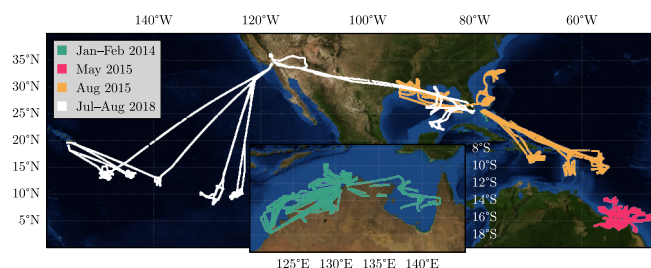 140°W 120°W 100°W 80°W 60°W
35°N
30°N
25°N
20°N
15°N
10°N
5°N
Jan–Feb 2014
May 2015
Aug 2015
Jul–Aug 2018
8°S
10°S
12°S
14°S
16°S
18°S
125°E 130°E 135°E 140°E